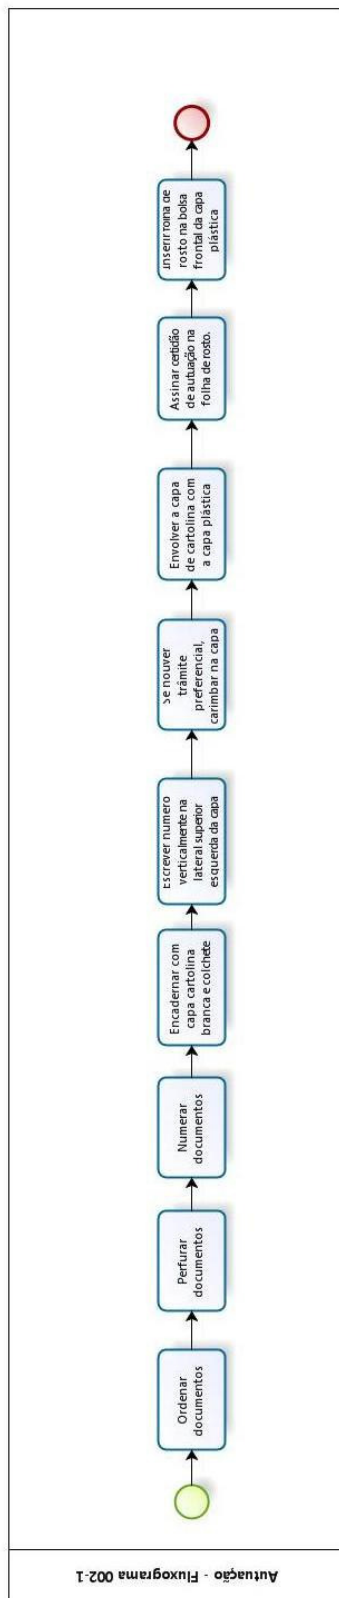 Autuação - Fluxograma 002-1
Ordenar
documentos
Perfurar
documentos
Numerar
documentos
Encadernar com
capa cartolina
branca e colchete
Escrever numero
verticalmente na
lateral superior
esquerda da capa
Se houver
trâmite
preferencial,
carimbar na capa
Envolver a capa
de cartolina com
a capa plástica
Assinar certidão
de autuação na
folha de rosto.
Inserir folha de
rosto na bolsa
frontal da capa
plástica